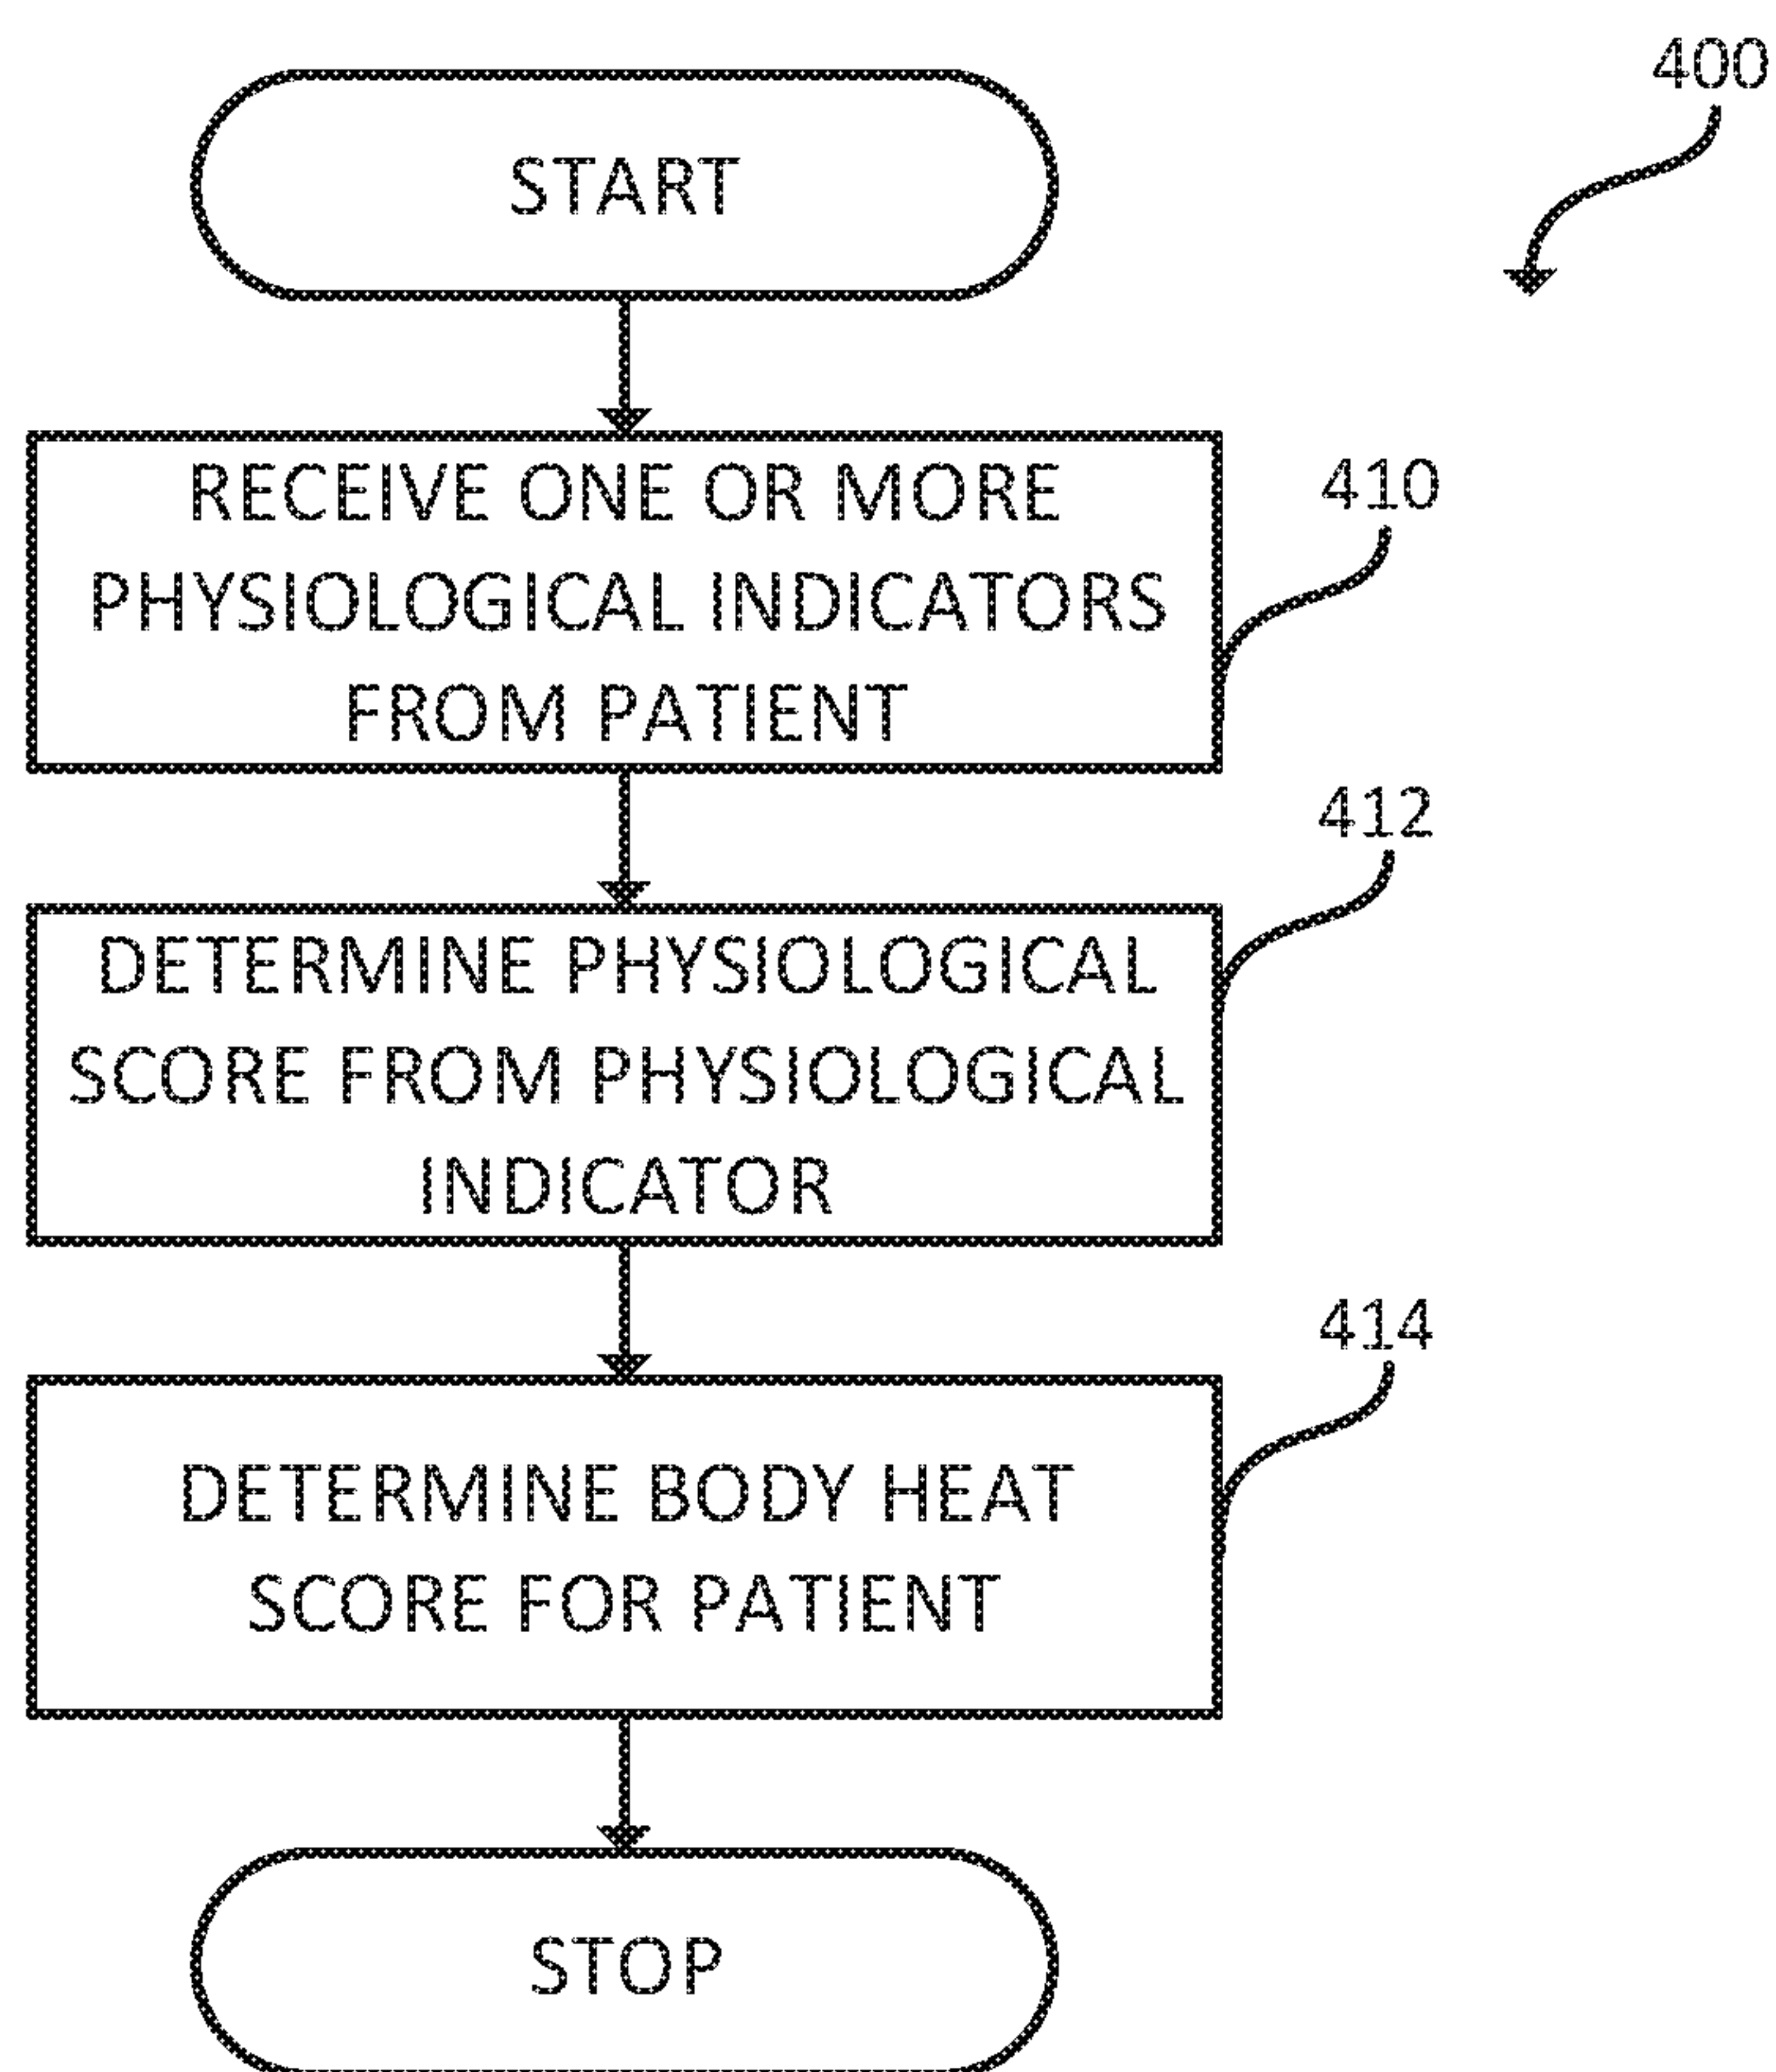 400
START
RECEIVE ONE OR MORE
PHYSIOLOGICAL INDICATORS
FROM PATIENT
410
DETERMINE PHYSIOLOGICAL
SCORE FROM PHYSIOLOGICAL
INDICATOR
412
DETERMINE BODY HEAT
SCORE FOR PATIENT
414
STOP